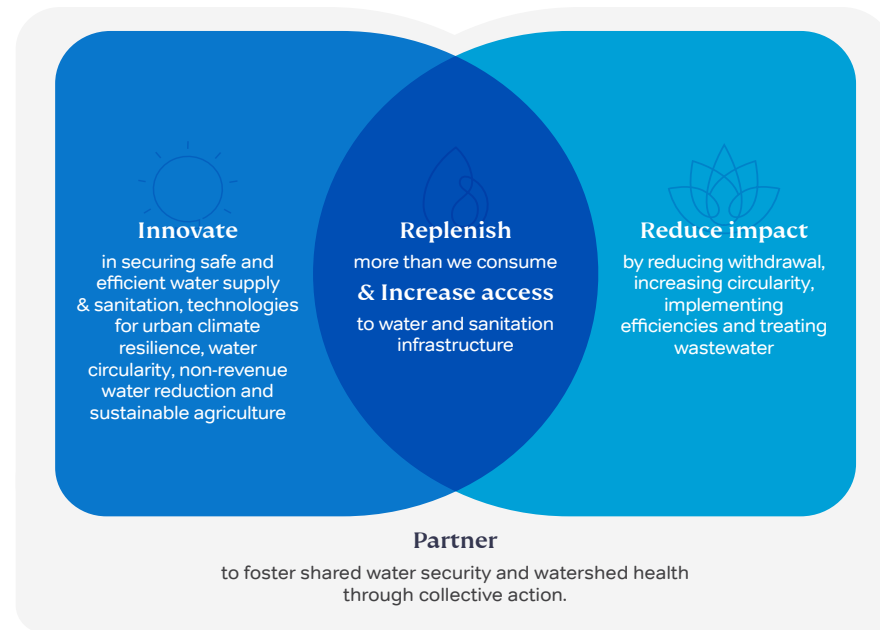 Innovate
in securing safe and
efficient water supply
& sanitation, technologies
for urban climate
resilience, water
circularity, non-revenue
water reduction and
sustainable agriculture
Replenish
more than we consume
& Increase access
to water and sanitation
infrastructure
Reduce impact
by reducing withdrawal,
increasing circularity,
implementing
efficiencies and treating
wastewater
Partner
to foster shared water security and watershed health
through collective action.